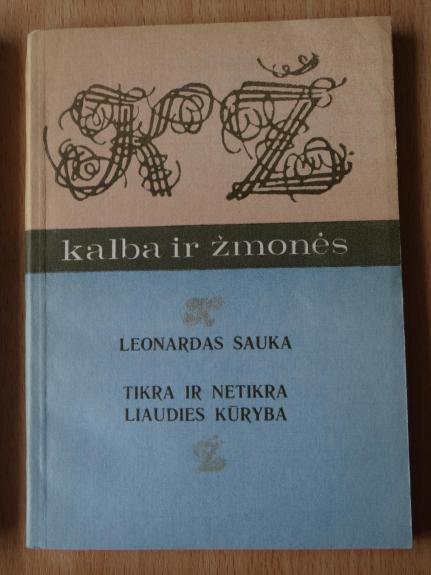 K Ž
kalba ir žmonės
K
LEONARDAS SAUKA
TIKRA IR NETIKRA
LIAUDIES KŪRYBA
Ž